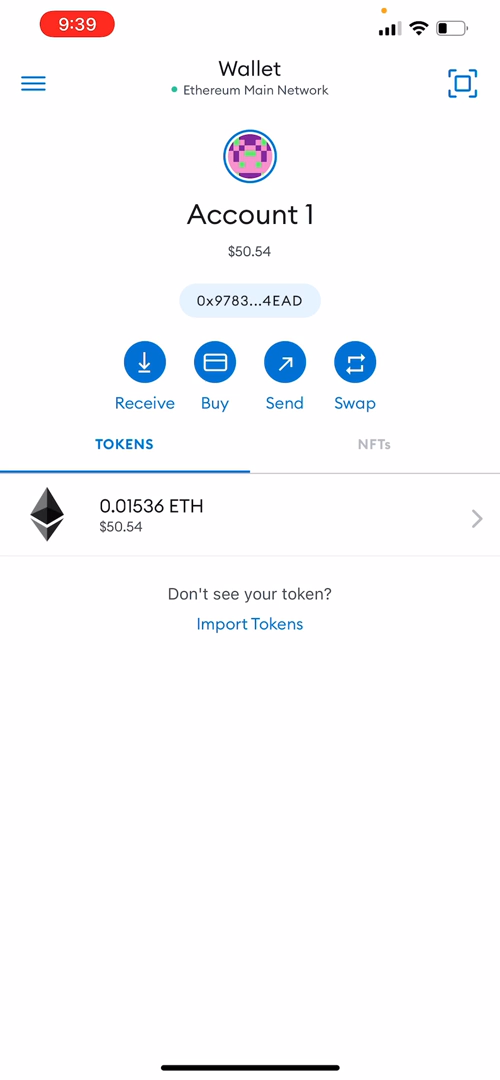 9:39
Wallet
Ethereum Main Network
Account 1
$50.54
0x9783...4EAD
Receive Buy Send Swap
TOKENS NFTs
0.01536 ETH
$50.54
Don't see your token?
Import Tokens